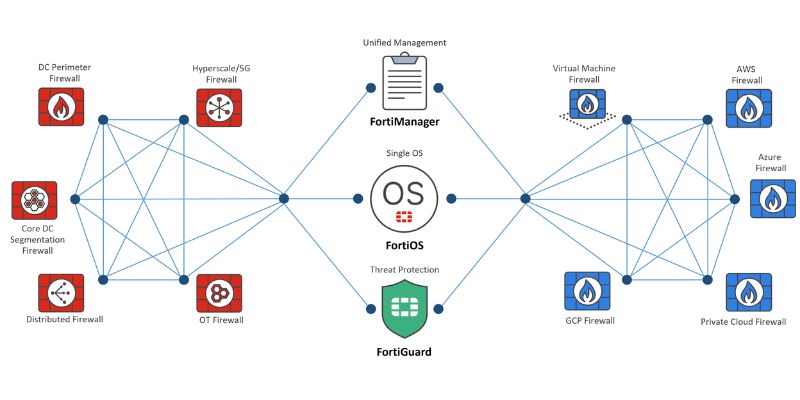 Unified Management
FortiManager
DC Perimeter
Firewall
Hyperscale/5G
Firewall
Virtual Machine
Firewall
AWS
Firewall
Single OS
OS
FortiOS
Azure
Firewall
Core DC
Segmentation
Firewall
Threat Protection
FortiGuard
Distributed Firewall
OT Firewall
GCP Firewall
Private Cloud Firewall